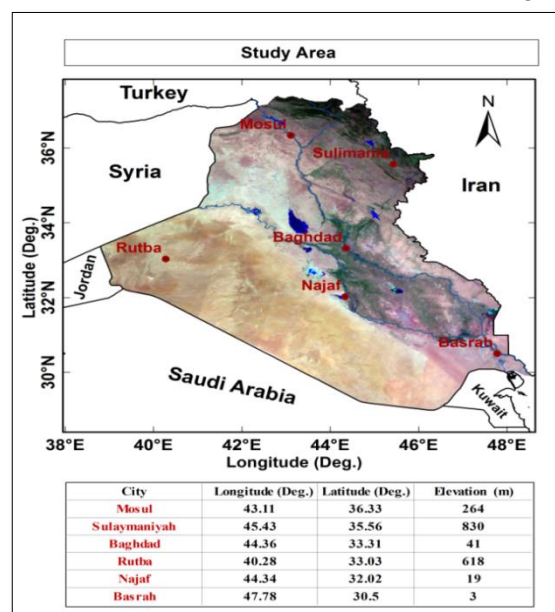 Study Area
Turkey
N
Mosul
36°N
Sulimania
Syria
Iran
34°N
Baghdad
Rutba
Jordan
Latitude (Deg.)
32°N
Najaf
Basrah
30°N
Saudi Arabia
Kuwait
38°E 40°E 42°E 44°E 46°E 48°E
Longitude (Deg.)
City Longitude (Deg.) Latitude (Deg.) Elevation (m)
Mosul 43.11 36.33 264
Sulaymaniyah 45.43 35.56 830
Baghdad 44.36 33.31 41
Rutba 40.28 33.03 618
Najaf 44.34 32.02 19
Basrah 47.78 30.5 3